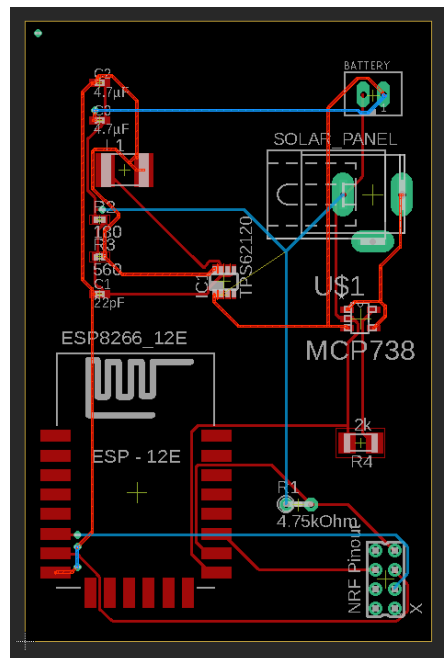 C2
4.7µF
C3
4.7µF
BATTERY
1
SOLAR_PANEL
R2
180
R3
560
C1
22pF
IC1
TPS62120
U$1
MCP738
ESP8266_12E
ESP - 12E
2k
R4
R1
4.75kOhm
NRF Pinout
X